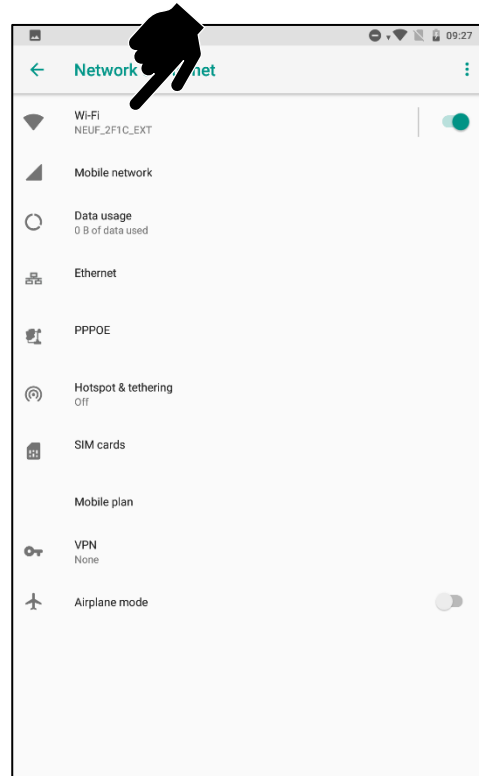 09:27
Network net
Wi-Fi
NEUF_2F1C_EXT
Mobile network
Data usage
0 B of data used
Ethernet
PPPOE
Hotspot & tethering
Off
SIM cards
Mobile plan
VPN
None
Airplane mode